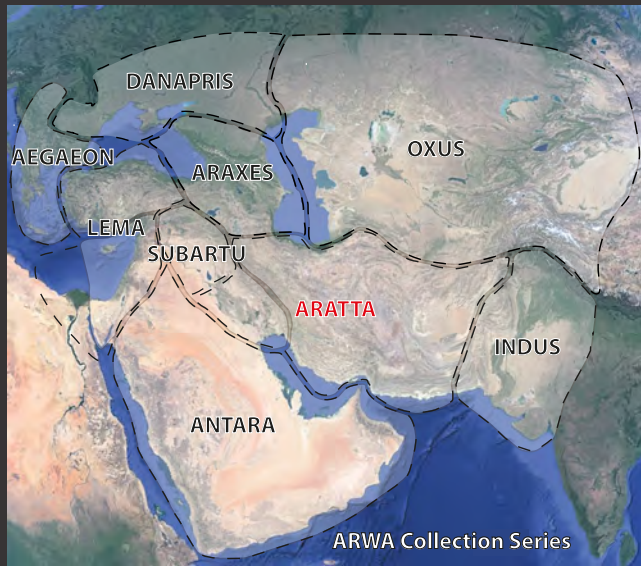 DANAPRIS
OXUS
AEGAEON
ARAXES
LEMA
SUBARTU
ARATTA
INDUS
ANTARA
ARWA Collection Series